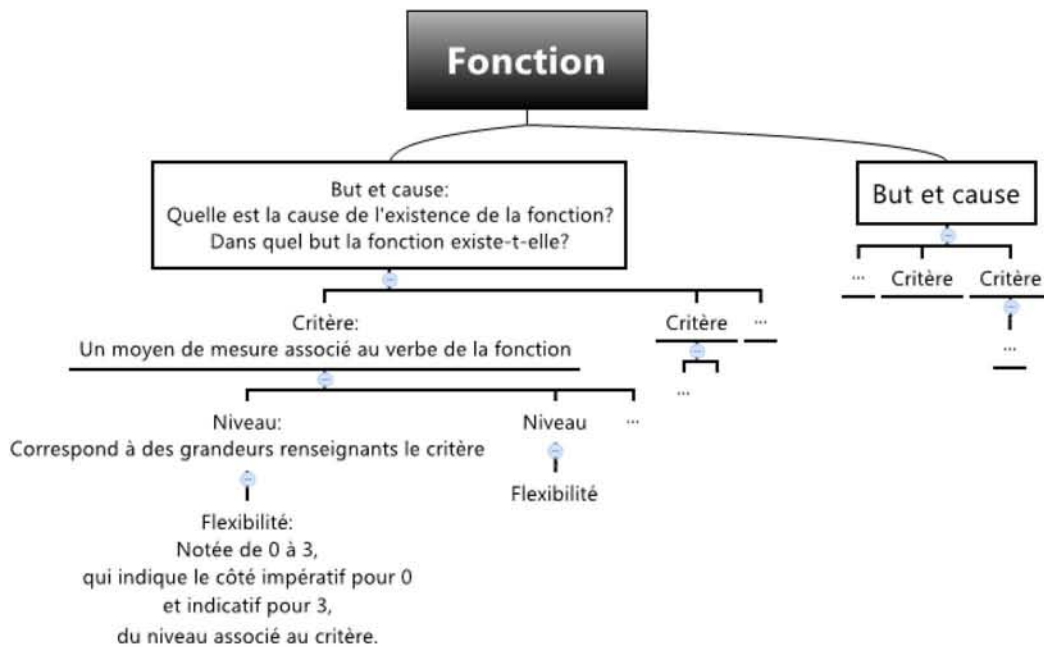 Fonction
But et cause:
Quelle est la cause de l'existence de la fonction?
Dans quel but la fonction existe-t-elle?
But et cause
...
Critère
Critère
Critère:
Un moyen de mesure associé au verbe de la fonction
Critère
...
...
...
Niveau:
Correspond à des grandeurs renseignants le critère
Niveau
...
Flexibilité
Flexibilité:
Notée de 0 à 3,
qui indique le côté impératif pour 0
et indicatif pour 3,
du niveau associé au critère.